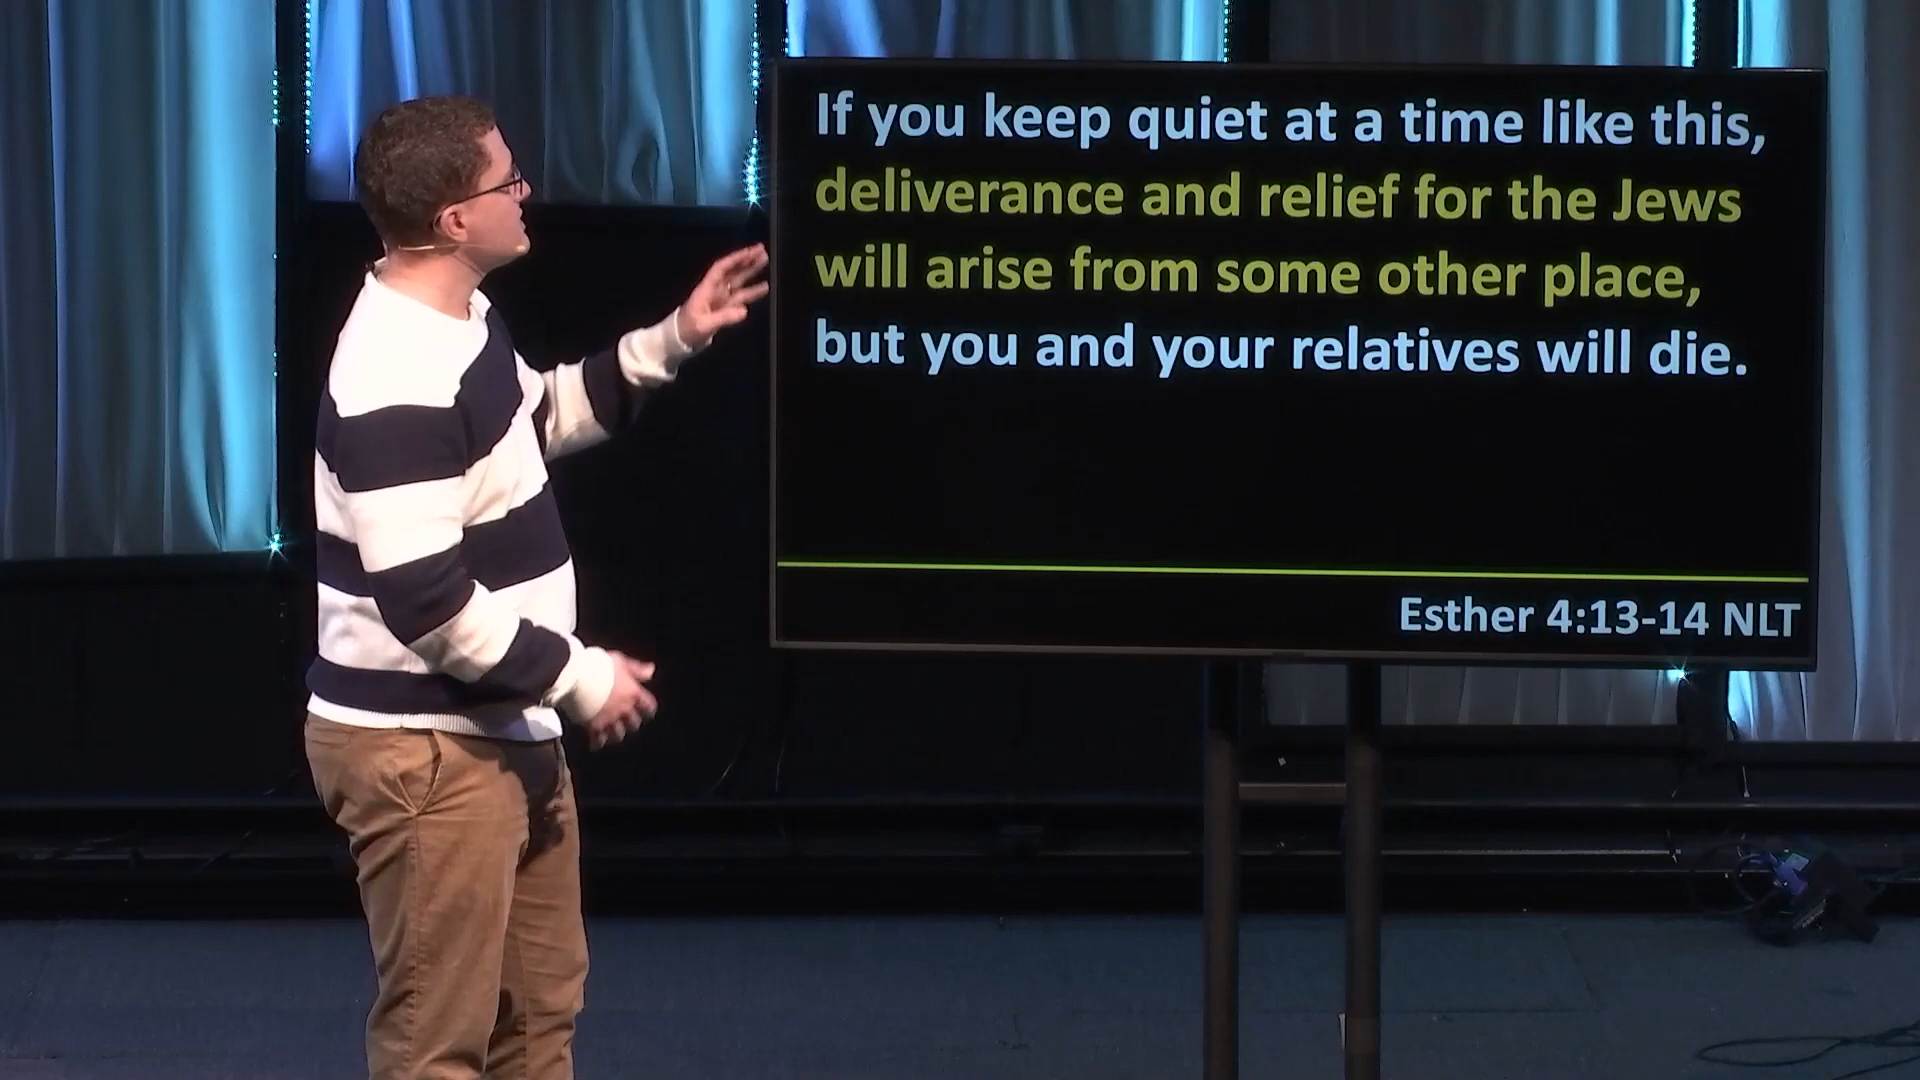 If you keep quiet at a time like this,
deliverance and relief for the Jews
will arise from some other place,
but you and your relatives will die.
Esther 4:13-14 NLT